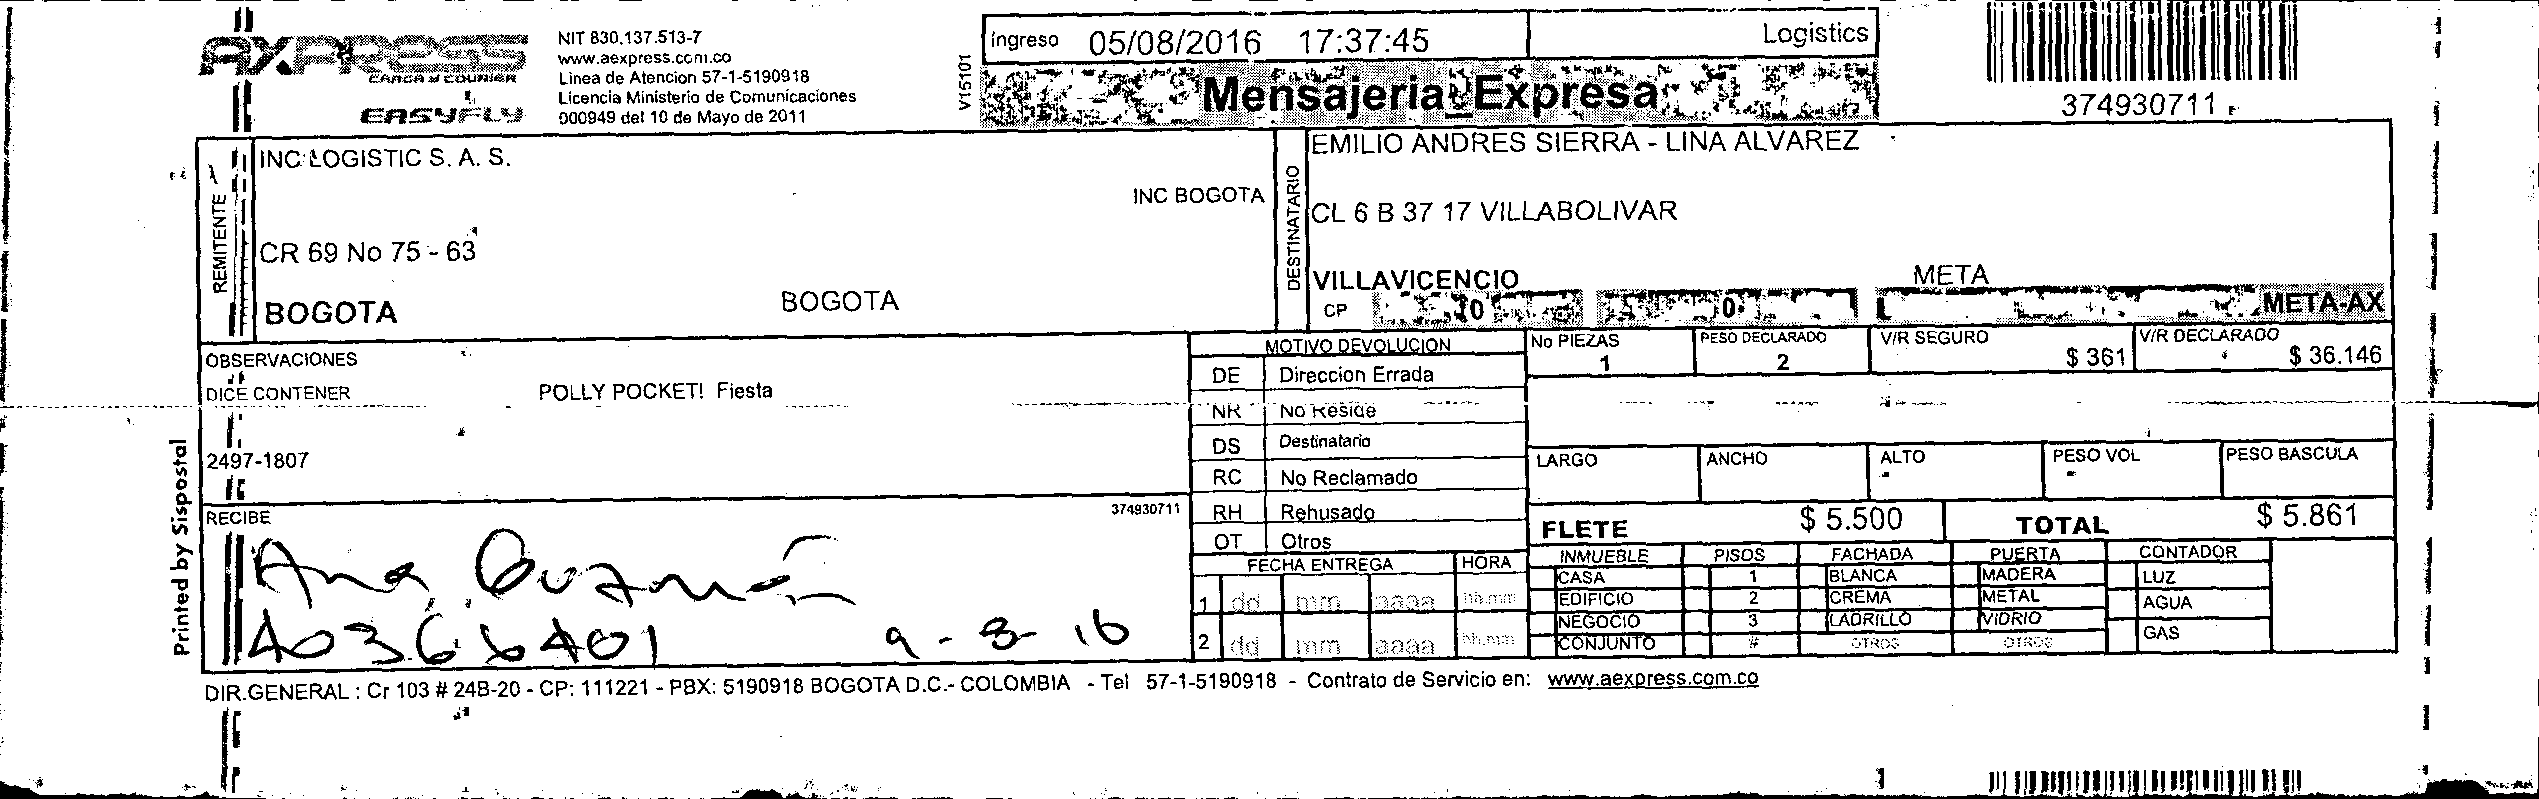 AXPRESS
CARGA & COURIER
EASYFLY
NIT 830.137.513-7
www.aexpress.com.co
Linea de Atencion 57-1-5190918
Licencia Ministerio de Comunicaciones
000949 del 10 de Mayo de 2011
V15101
ingreso 05/08/2016 17:37:45 Logistics
Mensajeria Expresa
374930711
REMITENTE
INC LOGISTIC S. A. S.
INC BOGOTA
CR 69 No 75 - 63
BOGOTA BOGOTA
DESTINATARIO
EMILIO ANDRES SIERRA - LINA ALVAREZ
CL 6 B 37 17 VILLABOLIVAR
VILLAVICENCIO META
CP 0 0 META-AX
OBSERVACIONES
DICE CONTENER POLLY POCKET! Fiesta
2497-1807
MOTIVO DEVOLUCION
DE Direccion Errada
NR No Reside
DS Destinatario
RC No Reclamado
RH Rehusado
OT Otros
No PIEZAS PESO DECLARADO V/R SEGURO V/R DECLARADO
1 2 $ 361 $ 36.146
LARGO ANCHO ALTO PESO VOL PESO BASCULA
FLETE $ 5.500 TOTAL $ 5.861
RECIBE 374930711
Ana Guzmán
40366401 9-8-16
FECHA ENTREGA HORA
1 dd mm aaaa hh:mm
2 dd mm aaaa hh:mm
INMUEBLE PISOS FACHADA PUERTA CONTADOR
CASA 1 BLANCA MADERA LUZ
EDIFICIO 2 CREMA METAL AGUA
NEGOCIO 3 LADRILLO VIDRIO GAS
CONJUNTO # OTROS OTROS
Printed by Sispostal
DIR.GENERAL : Cr 103 # 24B-20 - CP: 111221 - PBX: 5190918 BOGOTA D.C.- COLOMBIA - Tel 57-1-5190918 - Contrato de Servicio en: www.aexpress.com.co